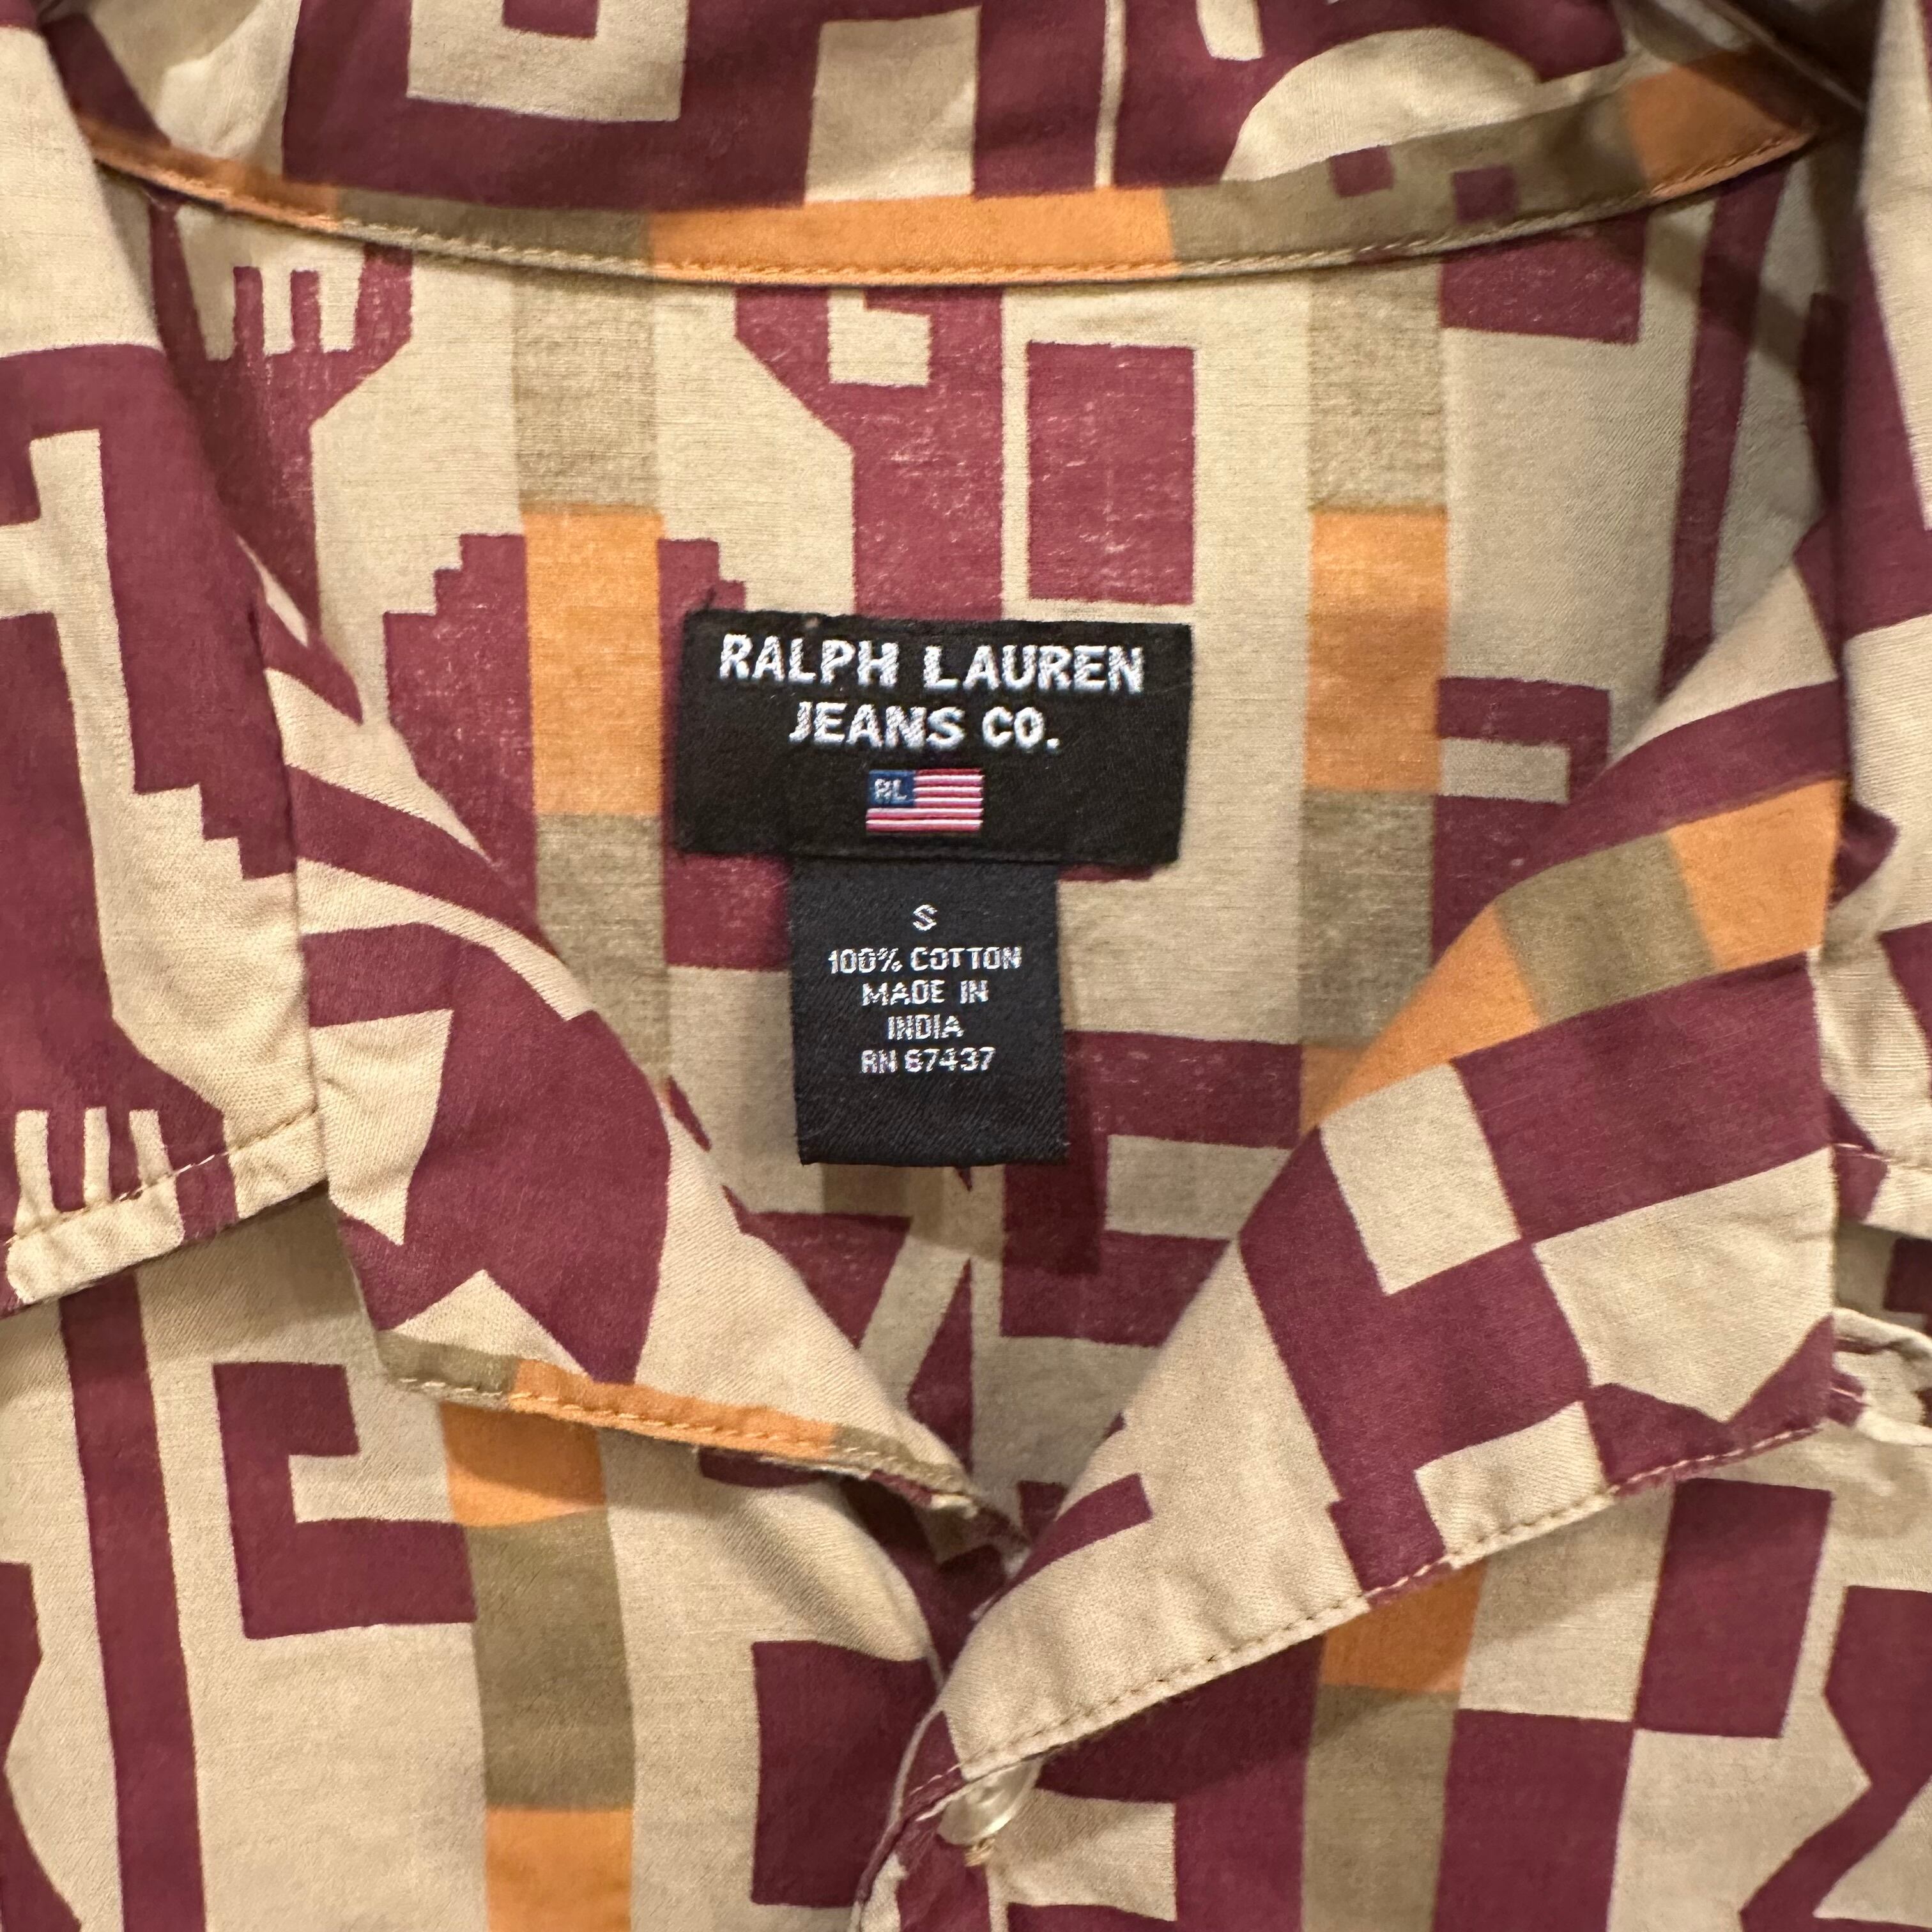 RALPH LAUREN
JEANS CO.
RL
S
100% COTTON
MADE IN
INDIA
RN 67437